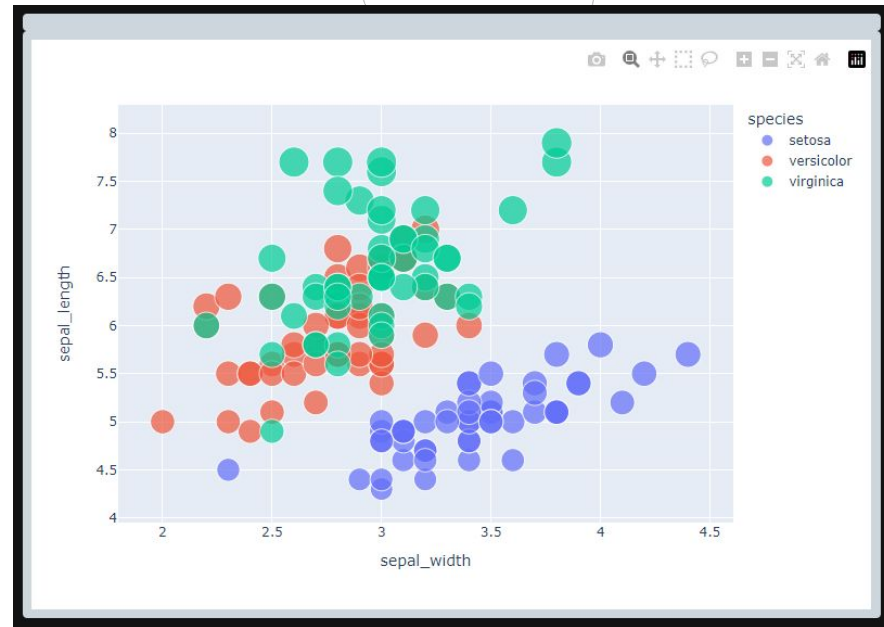 species
setosa
versicolor
virginica
8
7.5
7
6.5
6
5.5
5
4.5
4
sepal_length
2
2.5
3
3.5
4
4.5
sepal_width